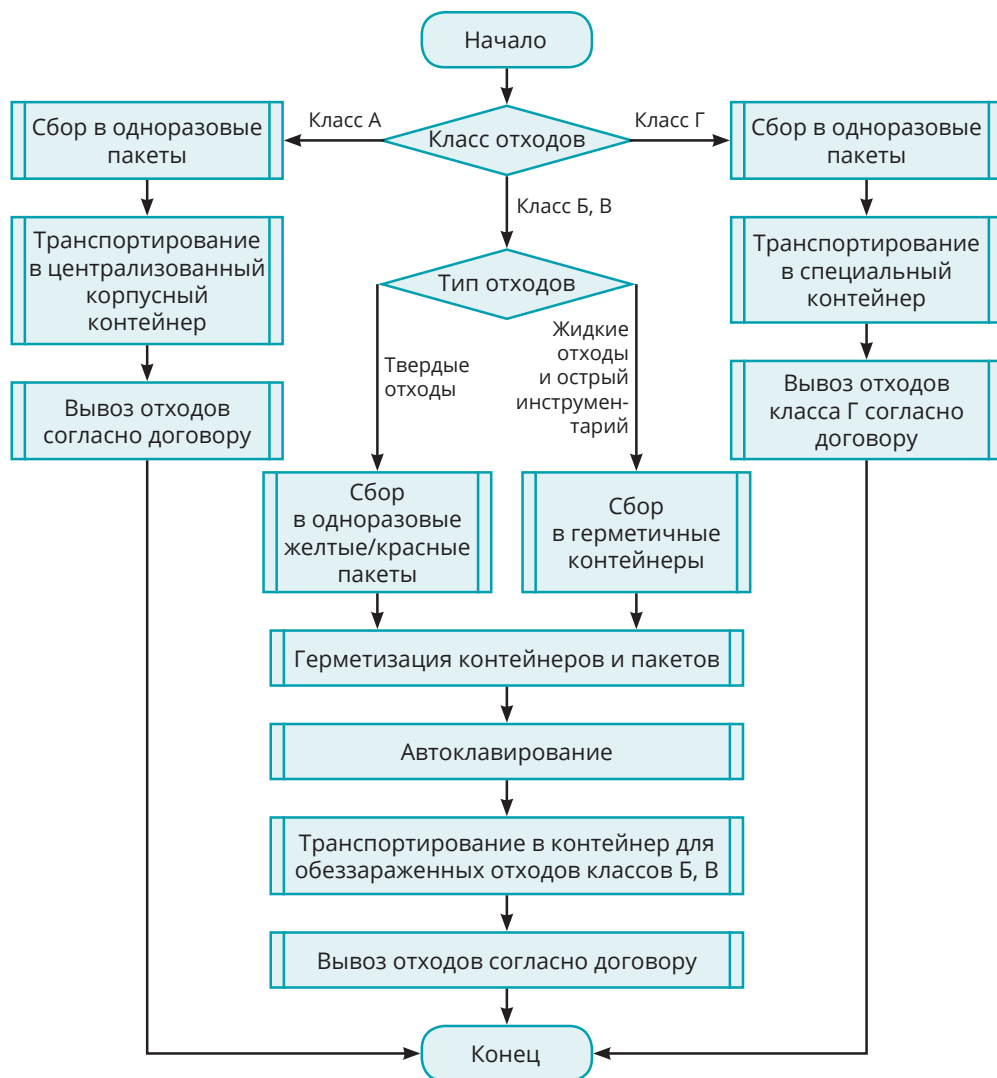 Начало
Класс А
Класс отходов
Класс Г
Сбор в одноразовые
пакеты
Сбор в одноразовые
пакеты
Класс Б, В
Транспортирование
в централизованный
корпусный
контейнер
Тип отходов
Транспортирование
в специальный
контейнер
Твердые
отходы
Жидкие
отходы
и острый
инструмен-
тарий
Вывоз отходов
согласно договору
Вывоз отходов
класса Г согласно
договору
Сбор
в одноразовые
желтые/красные
пакеты
Сбор
в герметичные
контейнеры
Герметизация контейнеров и пакетов
Автоклавирование
Транспортирование в контейнер для
обеззараженных отходов классов Б, В
Вывоз отходов согласно договору
Конец